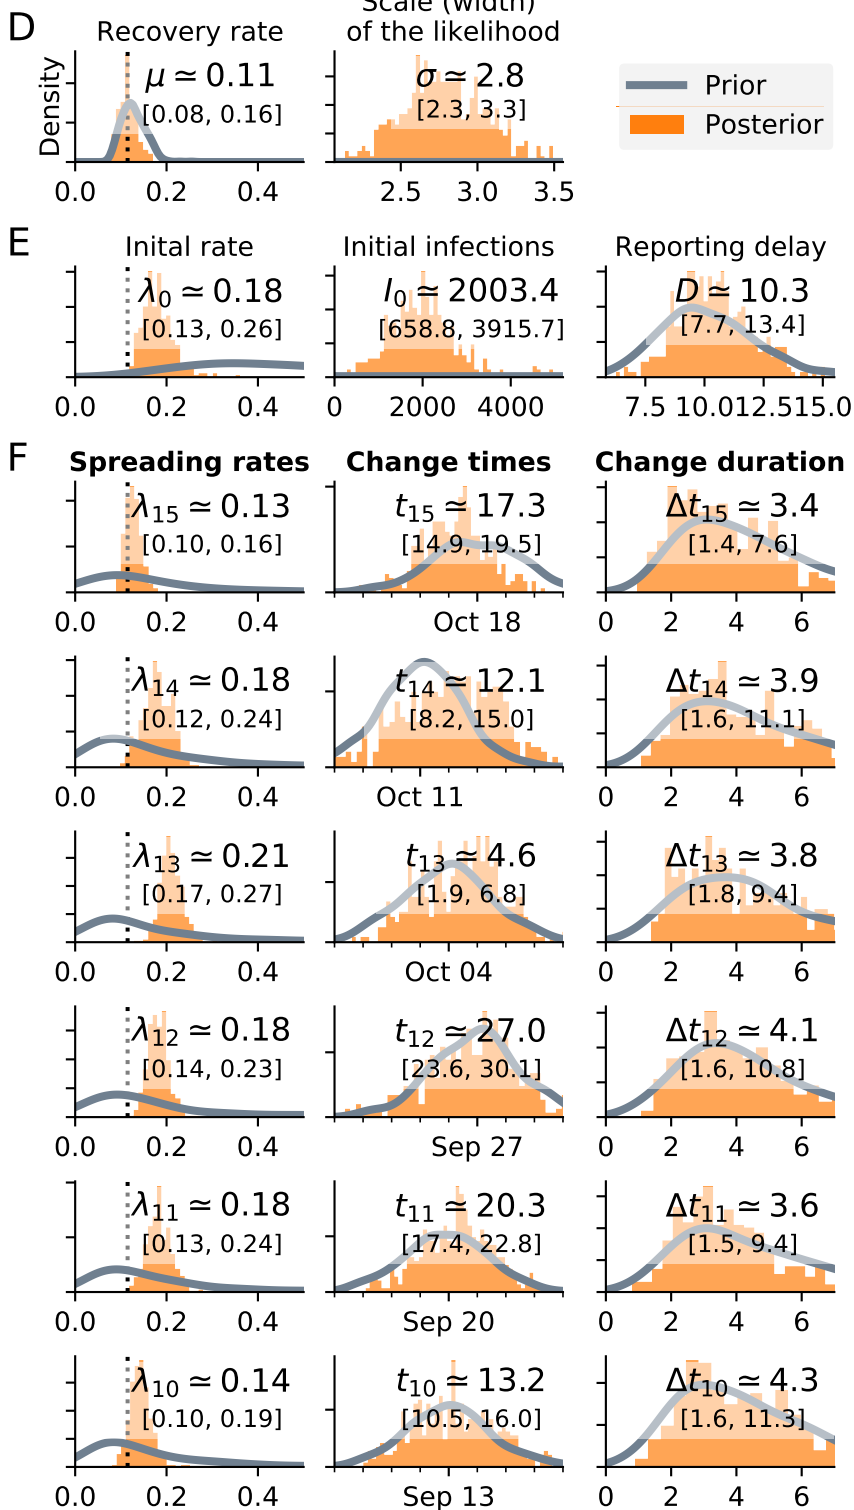 D
Recovery rate
Scale (width)
of the likelihood
Density
μ ≃ 0.11
[0.08, 0.16]
0.0 0.2 0.4
σ ≃ 2.8
[2.3, 3.3]
2.5 3.0 3.5
Prior
Posterior
E
Inital rate
λ0 ≃ 0.18
[0.13, 0.26]
0.0 0.2 0.4
Initial infections
I0 ≃ 2003.4
[658.8, 3915.7]
0 2000 4000
Reporting delay
D ≃ 10.3
[7.7, 13.4]
7.5 10.0 12.5 15.0
F
Spreading rates
Change times
Change duration
λ15 ≃ 0.13
[0.10, 0.16]
0.0 0.2 0.4
t15 ≃ 17.3
[14.9, 19.5]
Oct 18
Δt15 ≃ 3.4
[1.4, 7.6]
0 2 4 6
λ14 ≃ 0.18
[0.12, 0.24]
0.0 0.2 0.4
t14 ≃ 12.1
[8.2, 15.0]
Oct 11
Δt14 ≃ 3.9
[1.6, 11.1]
0 2 4 6
λ13 ≃ 0.21
[0.17, 0.27]
0.0 0.2 0.4
t13 ≃ 4.6
[1.9, 6.8]
Oct 04
Δt13 ≃ 3.8
[1.8, 9.4]
0 2 4 6
λ12 ≃ 0.18
[0.14, 0.23]
0.0 0.2 0.4
t12 ≃ 27.0
[23.6, 30.1]
Sep 27
Δt12 ≃ 4.1
[1.6, 10.8]
0 2 4 6
λ11 ≃ 0.18
[0.13, 0.24]
0.0 0.2 0.4
t11 ≃ 20.3
[17.4, 22.8]
Sep 20
Δt11 ≃ 3.6
[1.5, 9.4]
0 2 4 6
λ10 ≃ 0.14
[0.10, 0.19]
0.0 0.2 0.4
t10 ≃ 13.2
[10.5, 16.0]
Sep 13
Δt10 ≃ 4.3
[1.6, 11.3]
0 2 4 6